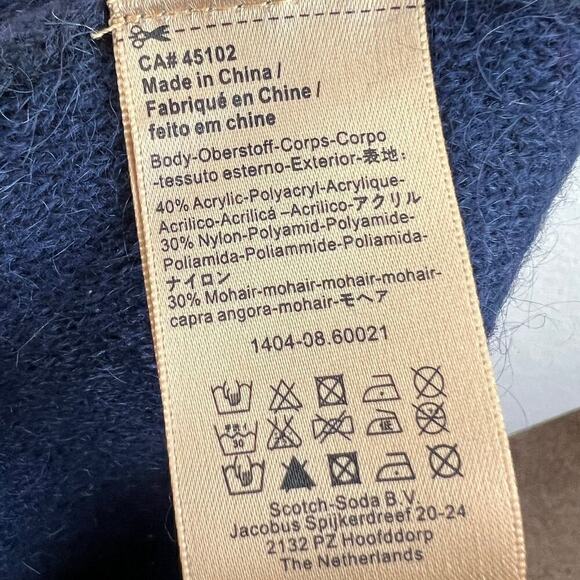 CA# 45102
Made in China /
Fabriqué en Chine /
feito em chine
Body-Oberstoff-Corps-Corpo
-tessuto esterno-Exterior-表地:
40% Acrylic-Polyacryl-Acrylique-
Acrilico-Acrilicá –Acrilico-アクリル
30% Nylon-Polyamid-Polyamide-
Poliamida-Poliammide-Poliamida-
ナイロン
30% Mohair-mohair-mohair-mohair-
capra angora-mohair-モヘア
1404-08.60021
30
低
Scotch-Soda B.V.
Jacobus Spijkerdreef 20-24
2132 PZ Hoofddorp
The Netherlands